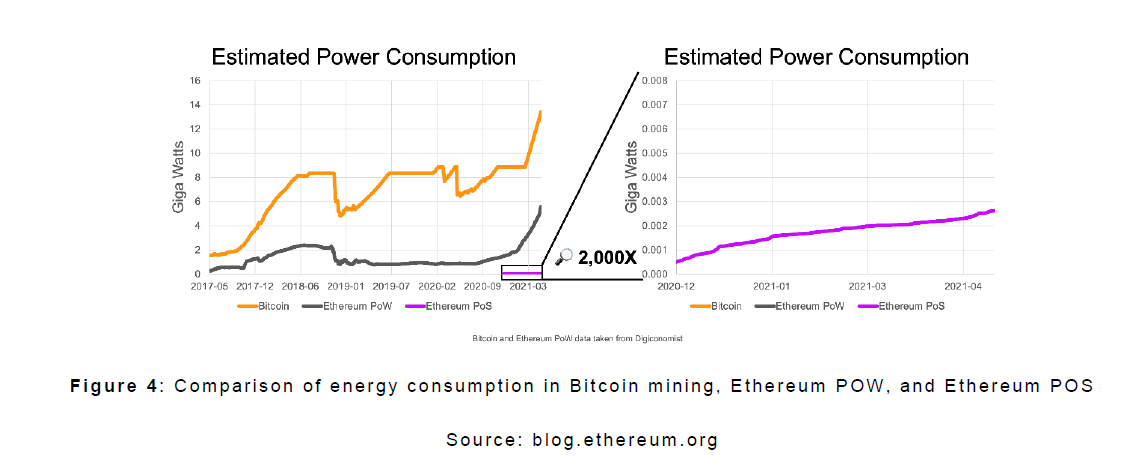 Estimated Power Consumption
Giga Watts
16
14
12
10
8
6
4
2
0
2017-05 2017-12 2018-06 2019-01 2019-07 2020-02 2020-09 2021-03
Bitcoin Ethereum PoW Ethereum PoS
2,000X
Estimated Power Consumption
Giga Watts
0.008
0.007
0.006
0.005
0.004
0.003
0.002
0.001
0.000
2020-12 2021-01 2021-03 2021-04
Bitcoin Ethereum PoW Ethereum PoS
Bitcoin and Ethereum PoW data taken from Digiconomist
Figure 4: Comparison of energy consumption in Bitcoin mining, Ethereum POW, and Ethereum POS
Source: blog.ethereum.org